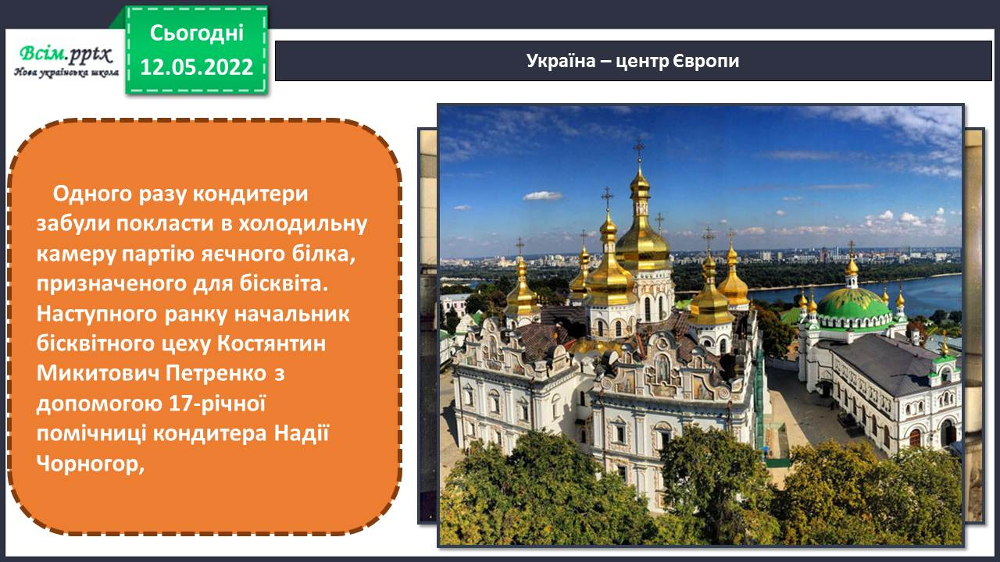 Сьогодні
12.05.2022
Всім.pptx
Нова українська школа
Україна – центр Європи
Одного разу кондитери
забули покласти в холодильну
камеру партію яєчного білка,
призначеного для бісквіта.
Наступного ранку начальник
бісквітного цеху Костянтин
Микитович Петренко з
допомогою 17-річної
помічниці кондитера Надії
Чорногор,